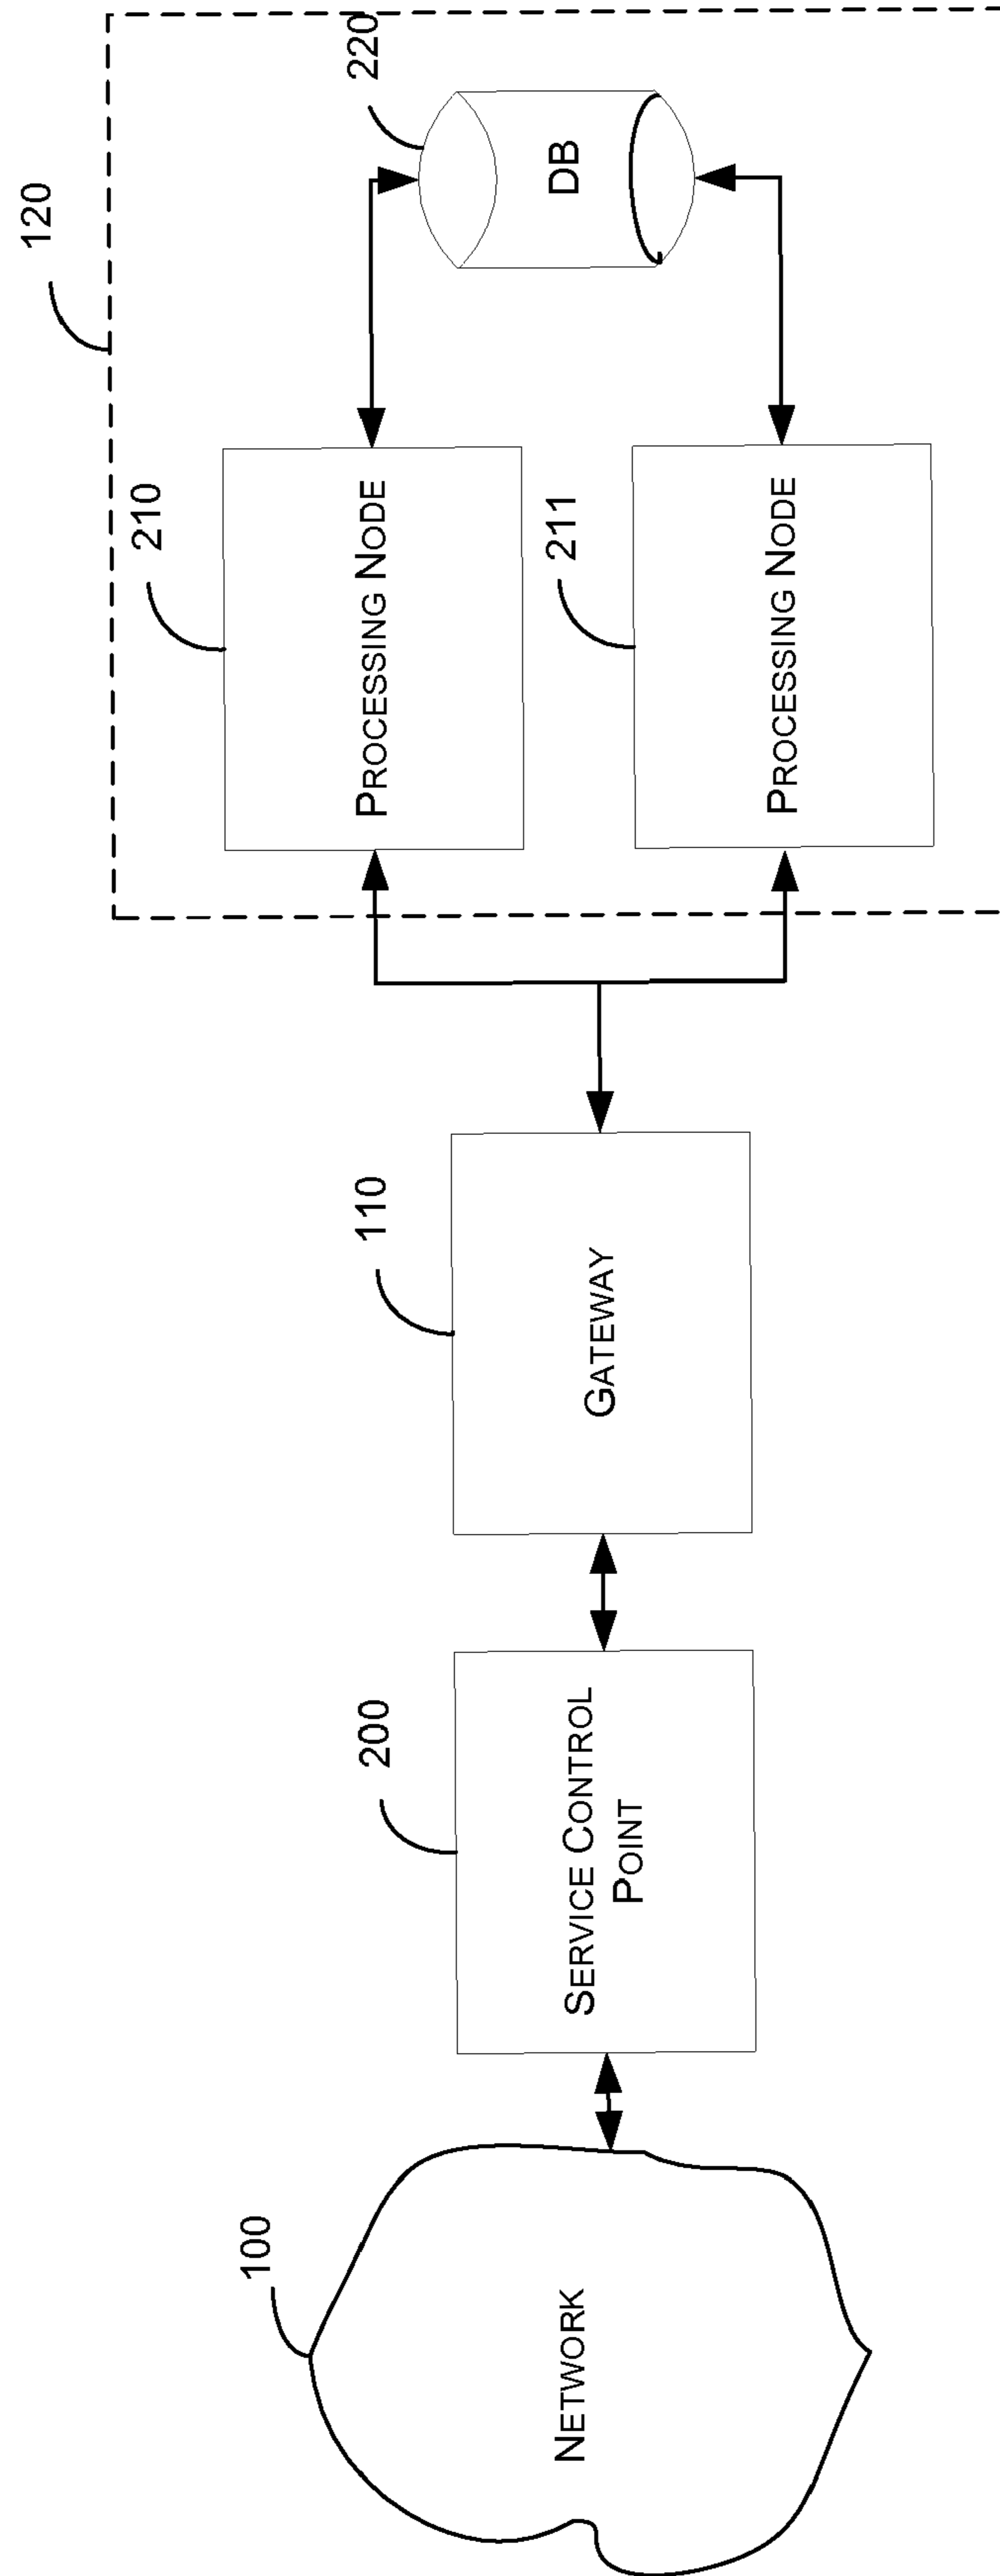 120
220
DB
210
PROCESSING NODE
211
PROCESSING NODE
110
GATEWAY
200
SERVICE CONTROL
POINT
100
NETWORK